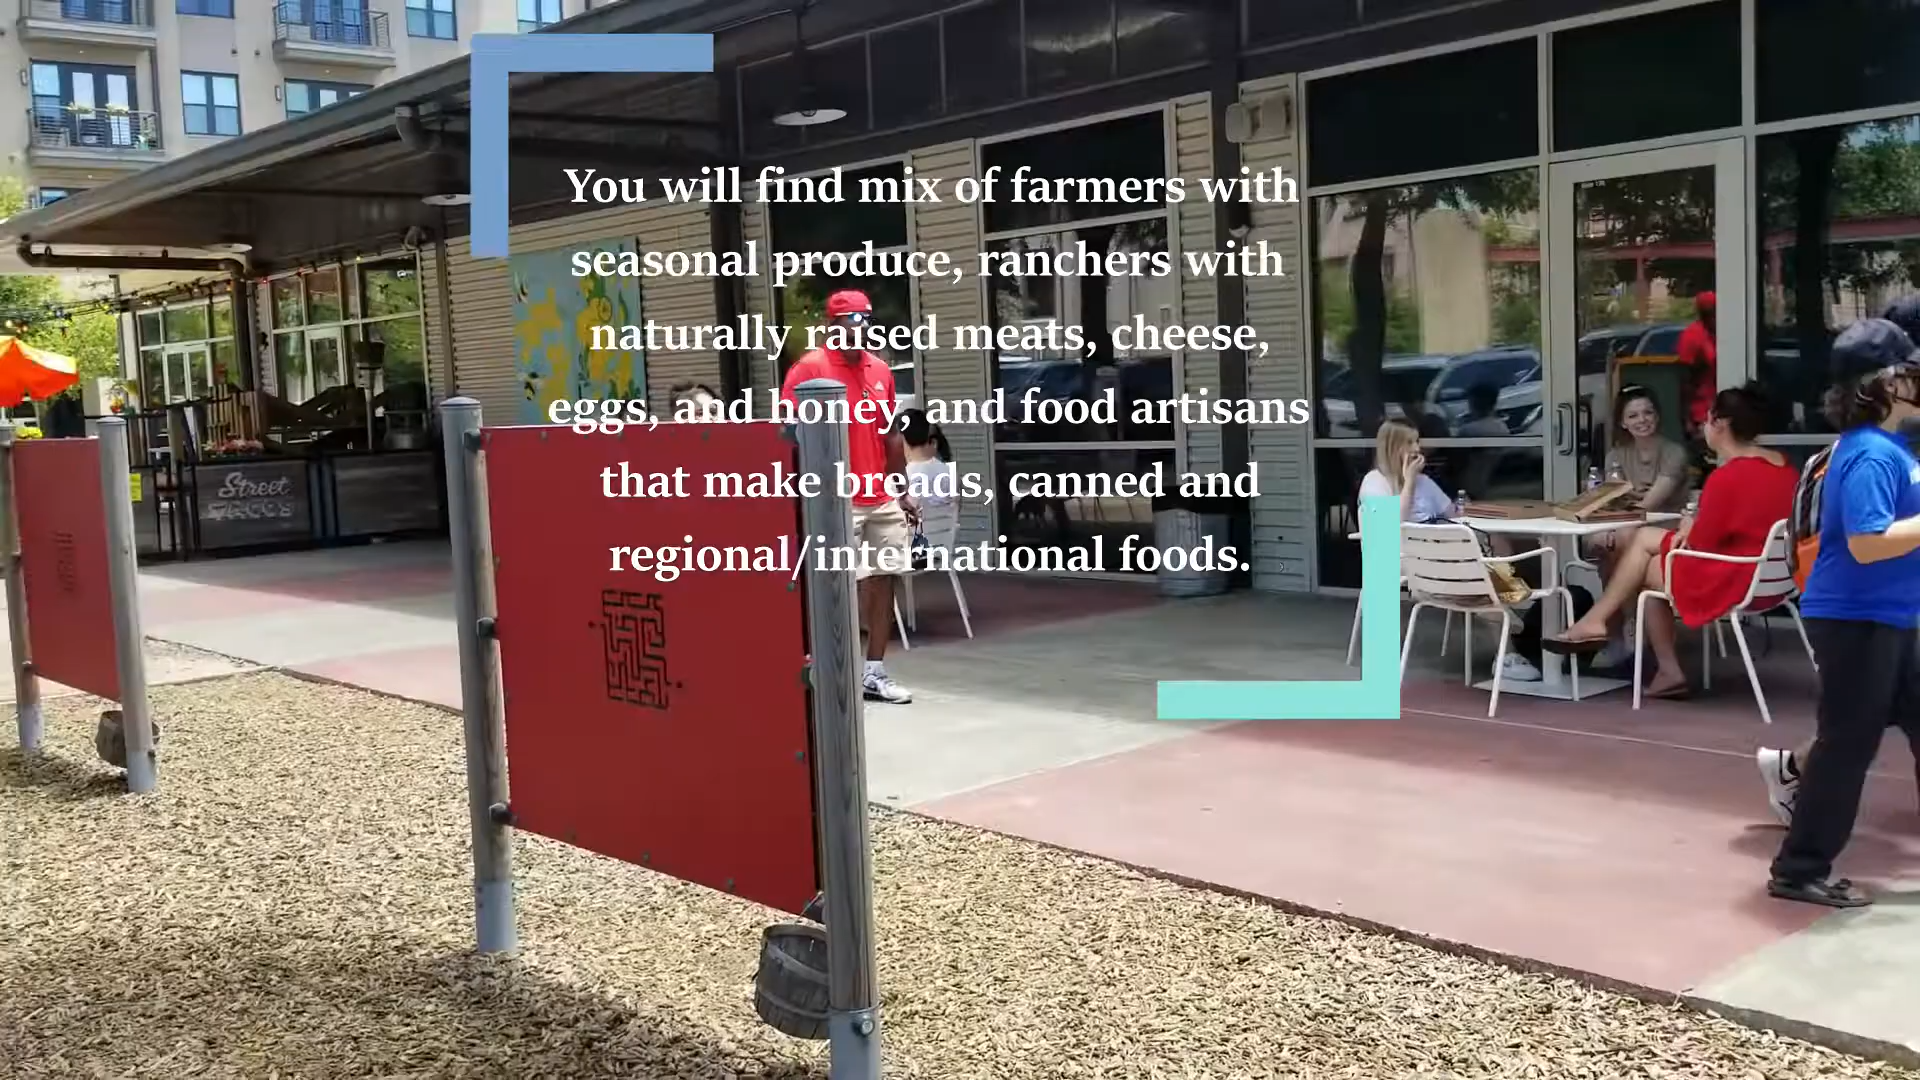 You will find mix of farmers with
seasonal produce, ranchers with
naturally raised meats, cheese,
eggs, and honey, and food artisans
that make breads, canned and
regional/international foods.
Street